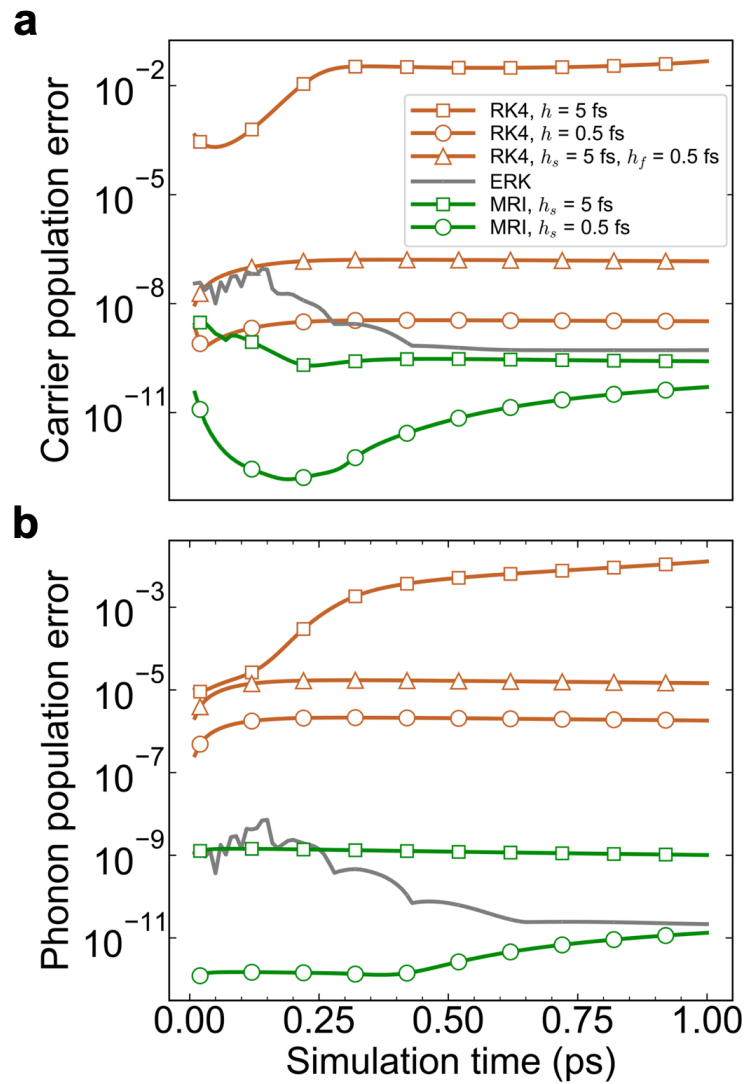 a
Carrier population error
10⁻²
10⁻⁵
10⁻⁸
10⁻¹¹
RK4, h = 5 fs
RK4, h = 0.5 fs
RK4, hₛ = 5 fs, h_f = 0.5 fs
ERK
MRI, hₛ = 5 fs
MRI, hₛ = 0.5 fs
b
Phonon population error
10⁻³
10⁻⁵
10⁻⁷
10⁻⁹
10⁻¹¹
0.00 0.25 0.50 0.75 1.00
Simulation time (ps)